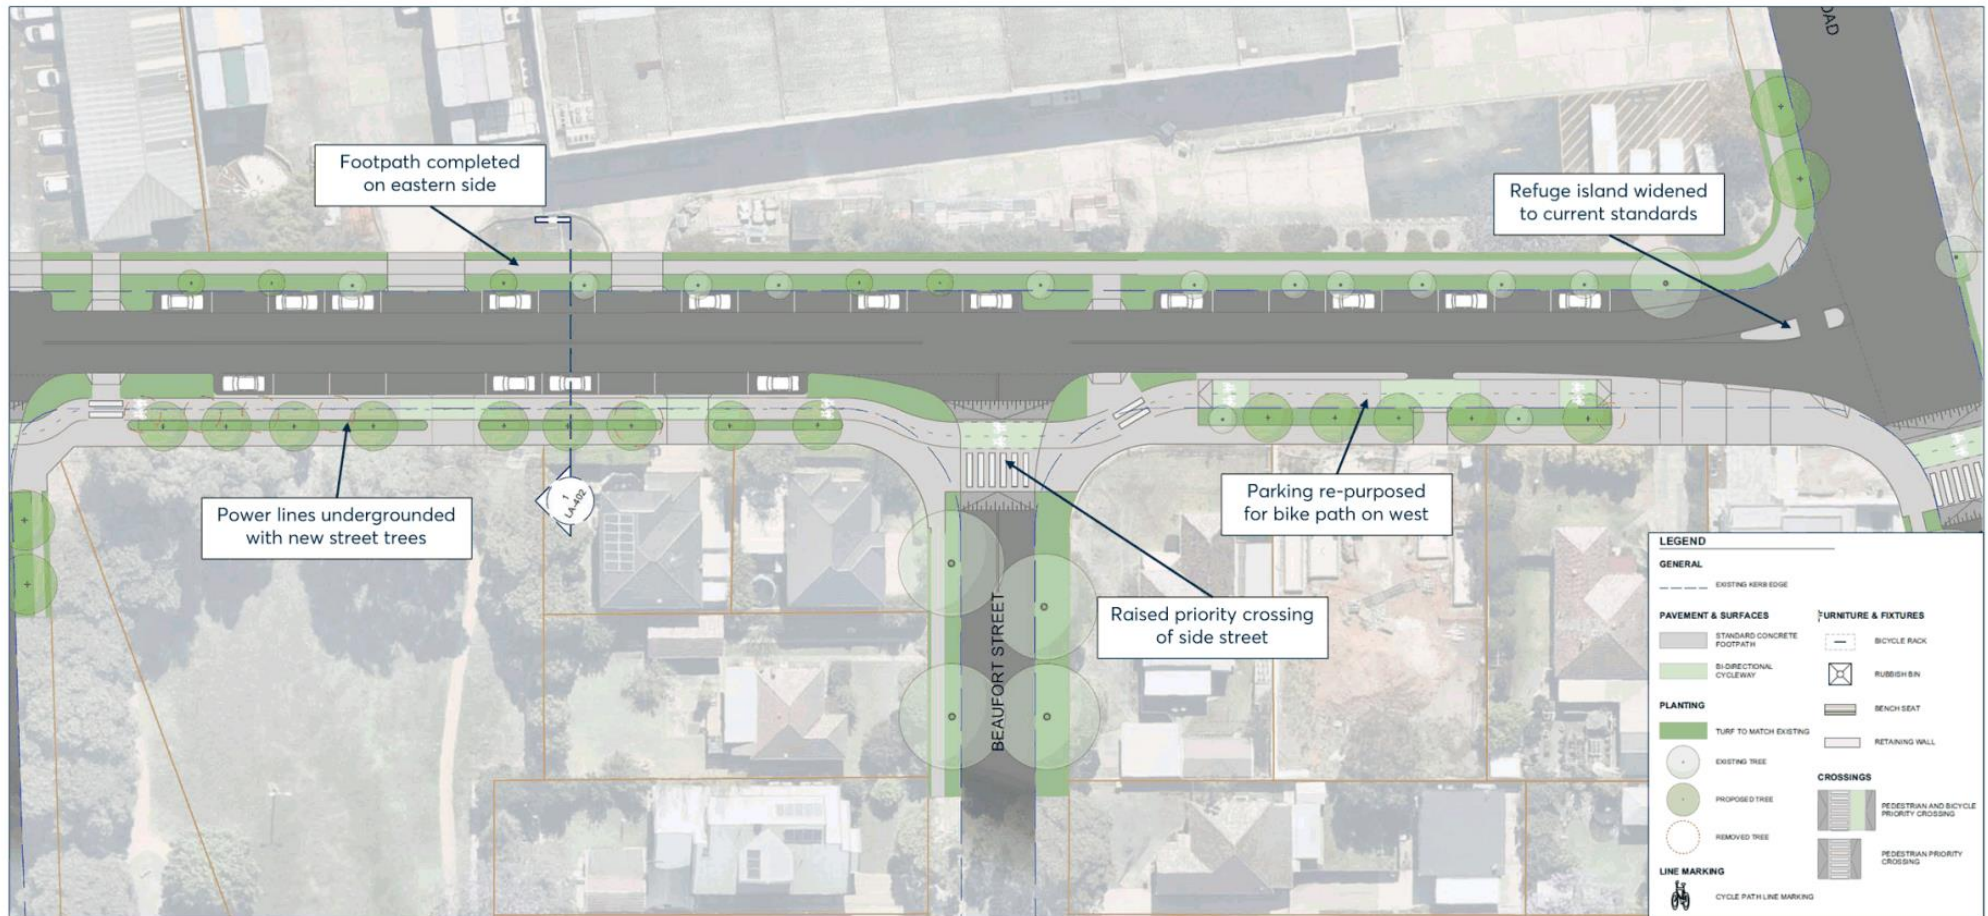 OAD
Footpath completed
on eastern side
Refuge island widened
to current standards
Power lines undergrounded
with new street trees
1
LA-402
Parking re-purposed
for bike path on west
Raised priority crossing
of side street
BEAUFORT STREET
LEGEND
GENERAL
EXISTING KERB EDGE
PAVEMENT & SURFACES
STANDARD CONCRETE
FOOTPATH
BI-DIRECTIONAL
CYCLEWAY
PLANTING
TURF TO MATCH EXISTING
EXISTING TREE
PROPOSED TREE
REMOVED TREE
LINE MARKING
CYCLE PATH LINE MARKING
FURNITURE & FIXTURES
BICYCLE RACK
RUBBISH BIN
BENCH SEAT
RETAINING WALL
CROSSINGS
PEDESTRIAN AND BICYCLE
PRIORITY CROSSING
PEDESTRIAN PRIORITY
CROSSING